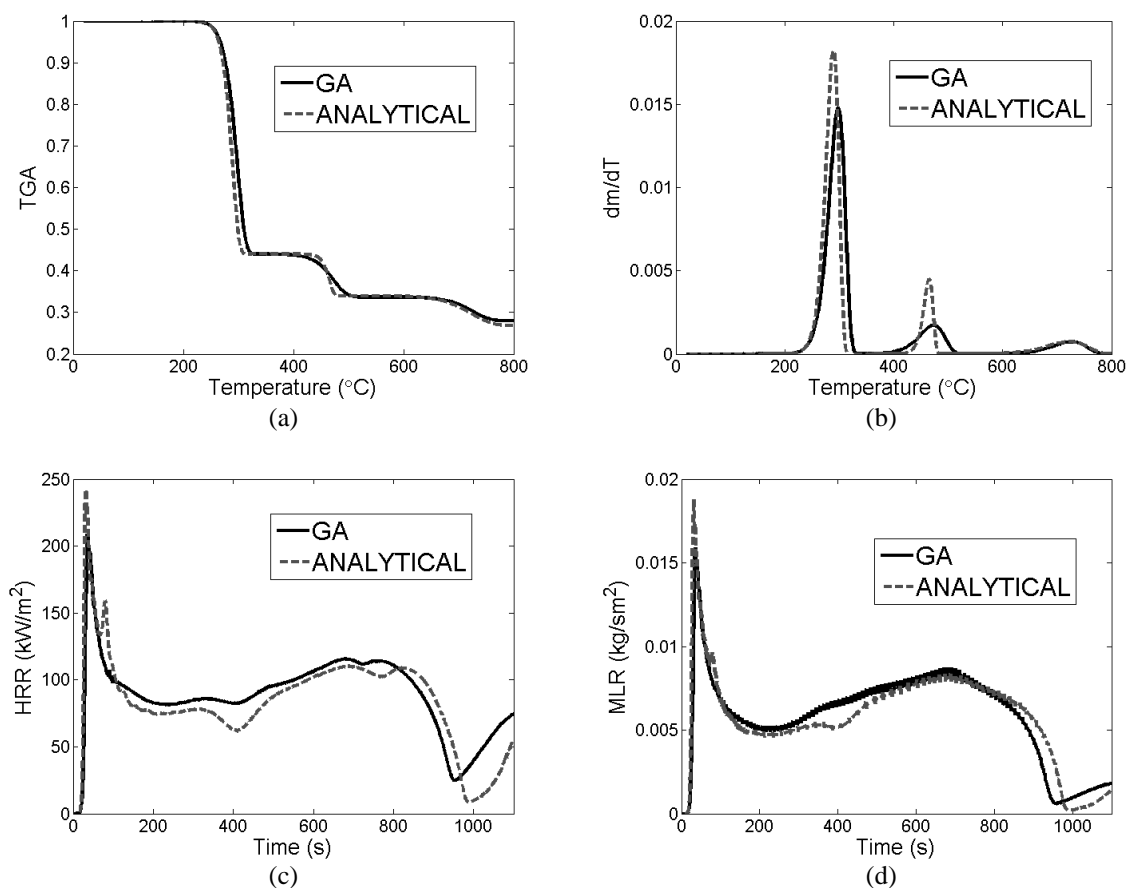 1
0.9
0.8
0.7
0.6
0.5
0.4
0.3
0.2
TGA
GA
ANALYTICAL
0 200 400 600 800
Temperature (°C)
(a)
0.02
0.015
0.01
0.005
0
dm/dT
GA
ANALYTICAL
0 200 400 600 800
Temperature (°C)
(b)
250
200
150
100
50
0
HRR (kW/m²)
GA
ANALYTICAL
0 200 400 600 800 1000
Time (s)
(c)
0.02
0.015
0.01
0.005
0
MLR (kg/sm²)
GA
ANALYTICAL
0 200 400 600 800 1000
Time (s)
(d)